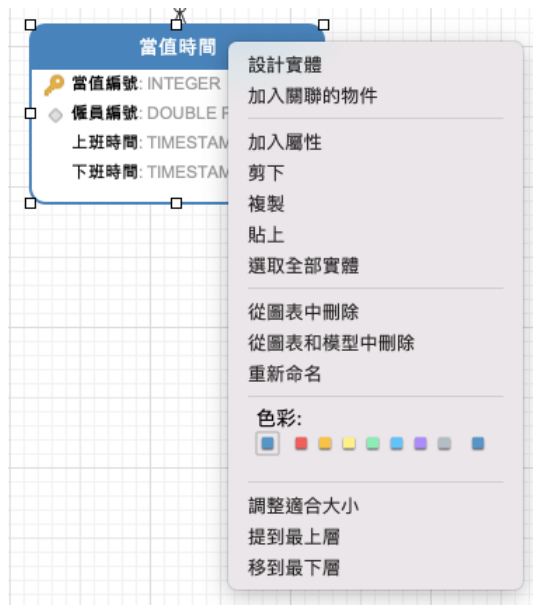 當值時間
當值編號: INTEGER
僱員編號: DOUBLE
上班時間: TIMESTAM
下班時間: TIMESTAM
設計實體
加入關聯的物件
加入屬性
剪下
複製
貼上
選取全部實體
從圖表中刪除
從圖表和模型中刪除
重新命名
色彩:
調整適合大小
提到最上層
移到最下層